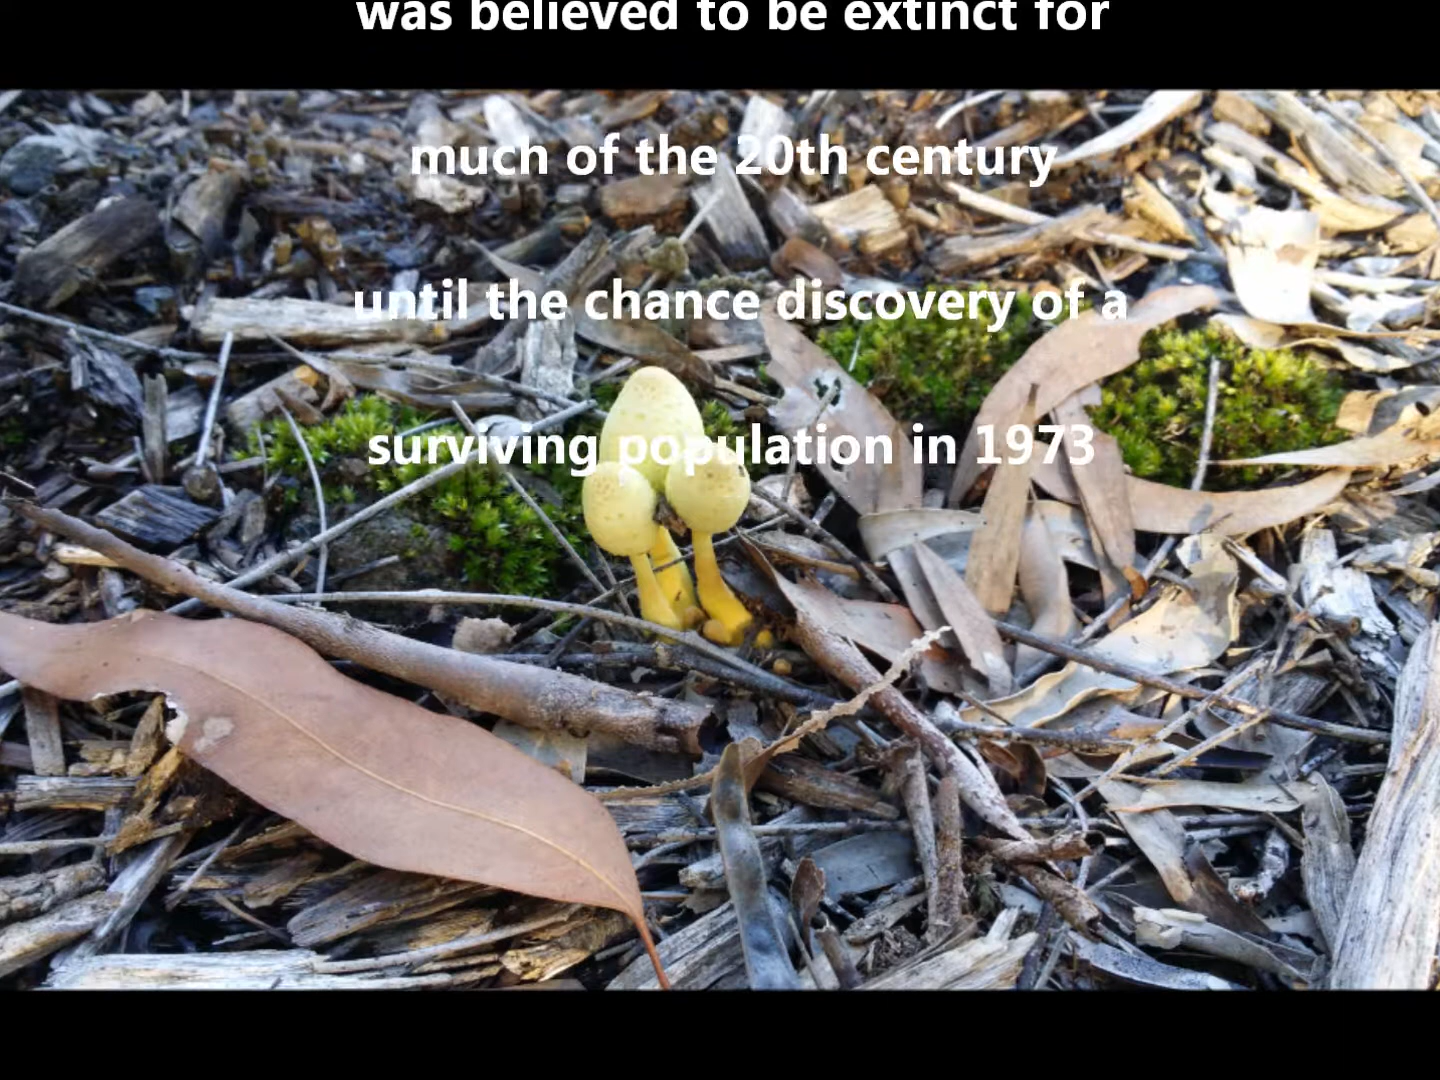 was believed to be extinct for
much of the 20th century
until the chance discovery of a
surviving population in 1973